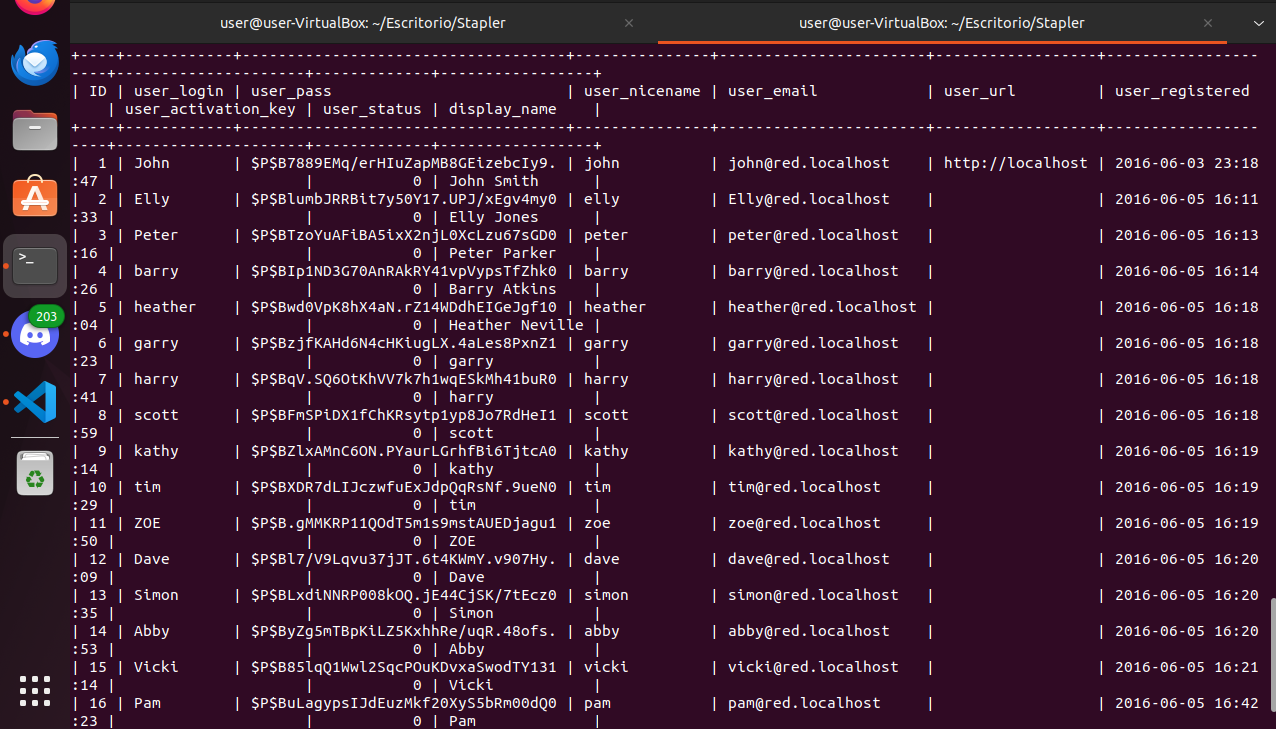 user@user-VirtualBox: ~/Escritorio/Stapler × user@user-VirtualBox: ~/Escritorio/Stapler ×
+----+------------+------------------------------------+---------------+-----------------------+------------------+-----------------
----+---------------------+-------------+-----------------+
| ID | user_login | user_pass                          | user_nicename | user_email            | user_url         | user_registered
    | user_activation_key | user_status | display_name    |
+----+------------+------------------------------------+---------------+-----------------------+------------------+-----------------
----+---------------------+-------------+-----------------+
|  1 | John       | $P$B7889EMq/erHIuZapMB8GEizebcIy9. | john          | john@red.localhost    | http://localhost | 2016-06-03 23:18
:47 |                     |           0 | John Smith      |
|  2 | Elly       | $P$BlumbJRRBit7y50Y17.UPJ/xEgv4my0 | elly          | Elly@red.localhost    |                  | 2016-06-05 16:11
:33 |                     |           0 | Elly Jones      |
|  3 | Peter      | $P$BTzoYuAFiBA5ixX2njL0XcLzu67sGD0 | peter         | peter@red.localhost   |                  | 2016-06-05 16:13
:16 |                     |           0 | Peter Parker    |
|  4 | barry      | $P$BIp1ND3G70AnRAkRY41vpVypsTfZhk0 | barry         | barry@red.localhost   |                  | 2016-06-05 16:14
:26 |                     |           0 | Barry Atkins    |
|  5 | heather    | $P$Bwd0VpK8hX4aN.rZ14WDdhEIGeJgf10 | heather       | heather@red.localhost |                  | 2016-06-05 16:18
:04 |                     |           0 | Heather Neville |
|  6 | garry      | $P$BzjfKAHd6N4cHKiugLX.4aLes8PxnZ1 | garry         | garry@red.localhost   |                  | 2016-06-05 16:18
:23 |                     |           0 | garry           |
|  7 | harry      | $P$BqV.SQ6OtKhVV7k7h1wqESkMh41buR0 | harry         | harry@red.localhost   |                  | 2016-06-05 16:18
:41 |                     |           0 | harry           |
|  8 | scott      | $P$BFmSPiDX1fChKRsytp1yp8Jo7RdHeI1 | scott         | scott@red.localhost   |                  | 2016-06-05 16:18
:59 |                     |           0 | scott           |
|  9 | kathy      | $P$BZlxAMnC6ON.PYaurLGrhfBi6TjtcA0 | kathy         | kathy@red.localhost   |                  | 2016-06-05 16:19
:14 |                     |           0 | kathy           |
| 10 | tim        | $P$BXDR7dLIJczwfuExJdpQqRsNf.9ueN0 | tim           | tim@red.localhost     |                  | 2016-06-05 16:19
:29 |                     |           0 | tim             |
| 11 | ZOE        | $P$B.gMMKRP11QOdT5m1s9mstAUEDjagu1 | zoe           | zoe@red.localhost     |                  | 2016-06-05 16:19
:50 |                     |           0 | ZOE             |
| 12 | Dave       | $P$Bl7/V9Lqvu37jJT.6t4KWmY.v907Hy. | dave          | dave@red.localhost    |                  | 2016-06-05 16:20
:09 |                     |           0 | Dave            |
| 13 | Simon      | $P$BLxdiNNRP008kOQ.jE44CjSK/7tEcz0 | simon         | simon@red.localhost   |                  | 2016-06-05 16:20
:35 |                     |           0 | Simon           |
| 14 | Abby       | $P$ByZg5mTBpKiLZ5KxhhRe/uqR.48ofs. | abby          | abby@red.localhost    |                  | 2016-06-05 16:20
:53 |                     |           0 | Abby            |
| 15 | Vicki      | $P$B85lqQ1Wwl2SqcPOuKDvxaSwodTY131 | vicki         | vicki@red.localhost   |                  | 2016-06-05 16:21
:14 |                     |           0 | Vicki           |
| 16 | Pam        | $P$BuLagypsIJdEuzMkf20XyS5bRm00dQ0 | pam           | pam@red.localhost     |                  | 2016-06-05 16:42
:23 |                     |           0 | Pam             |
>_
203